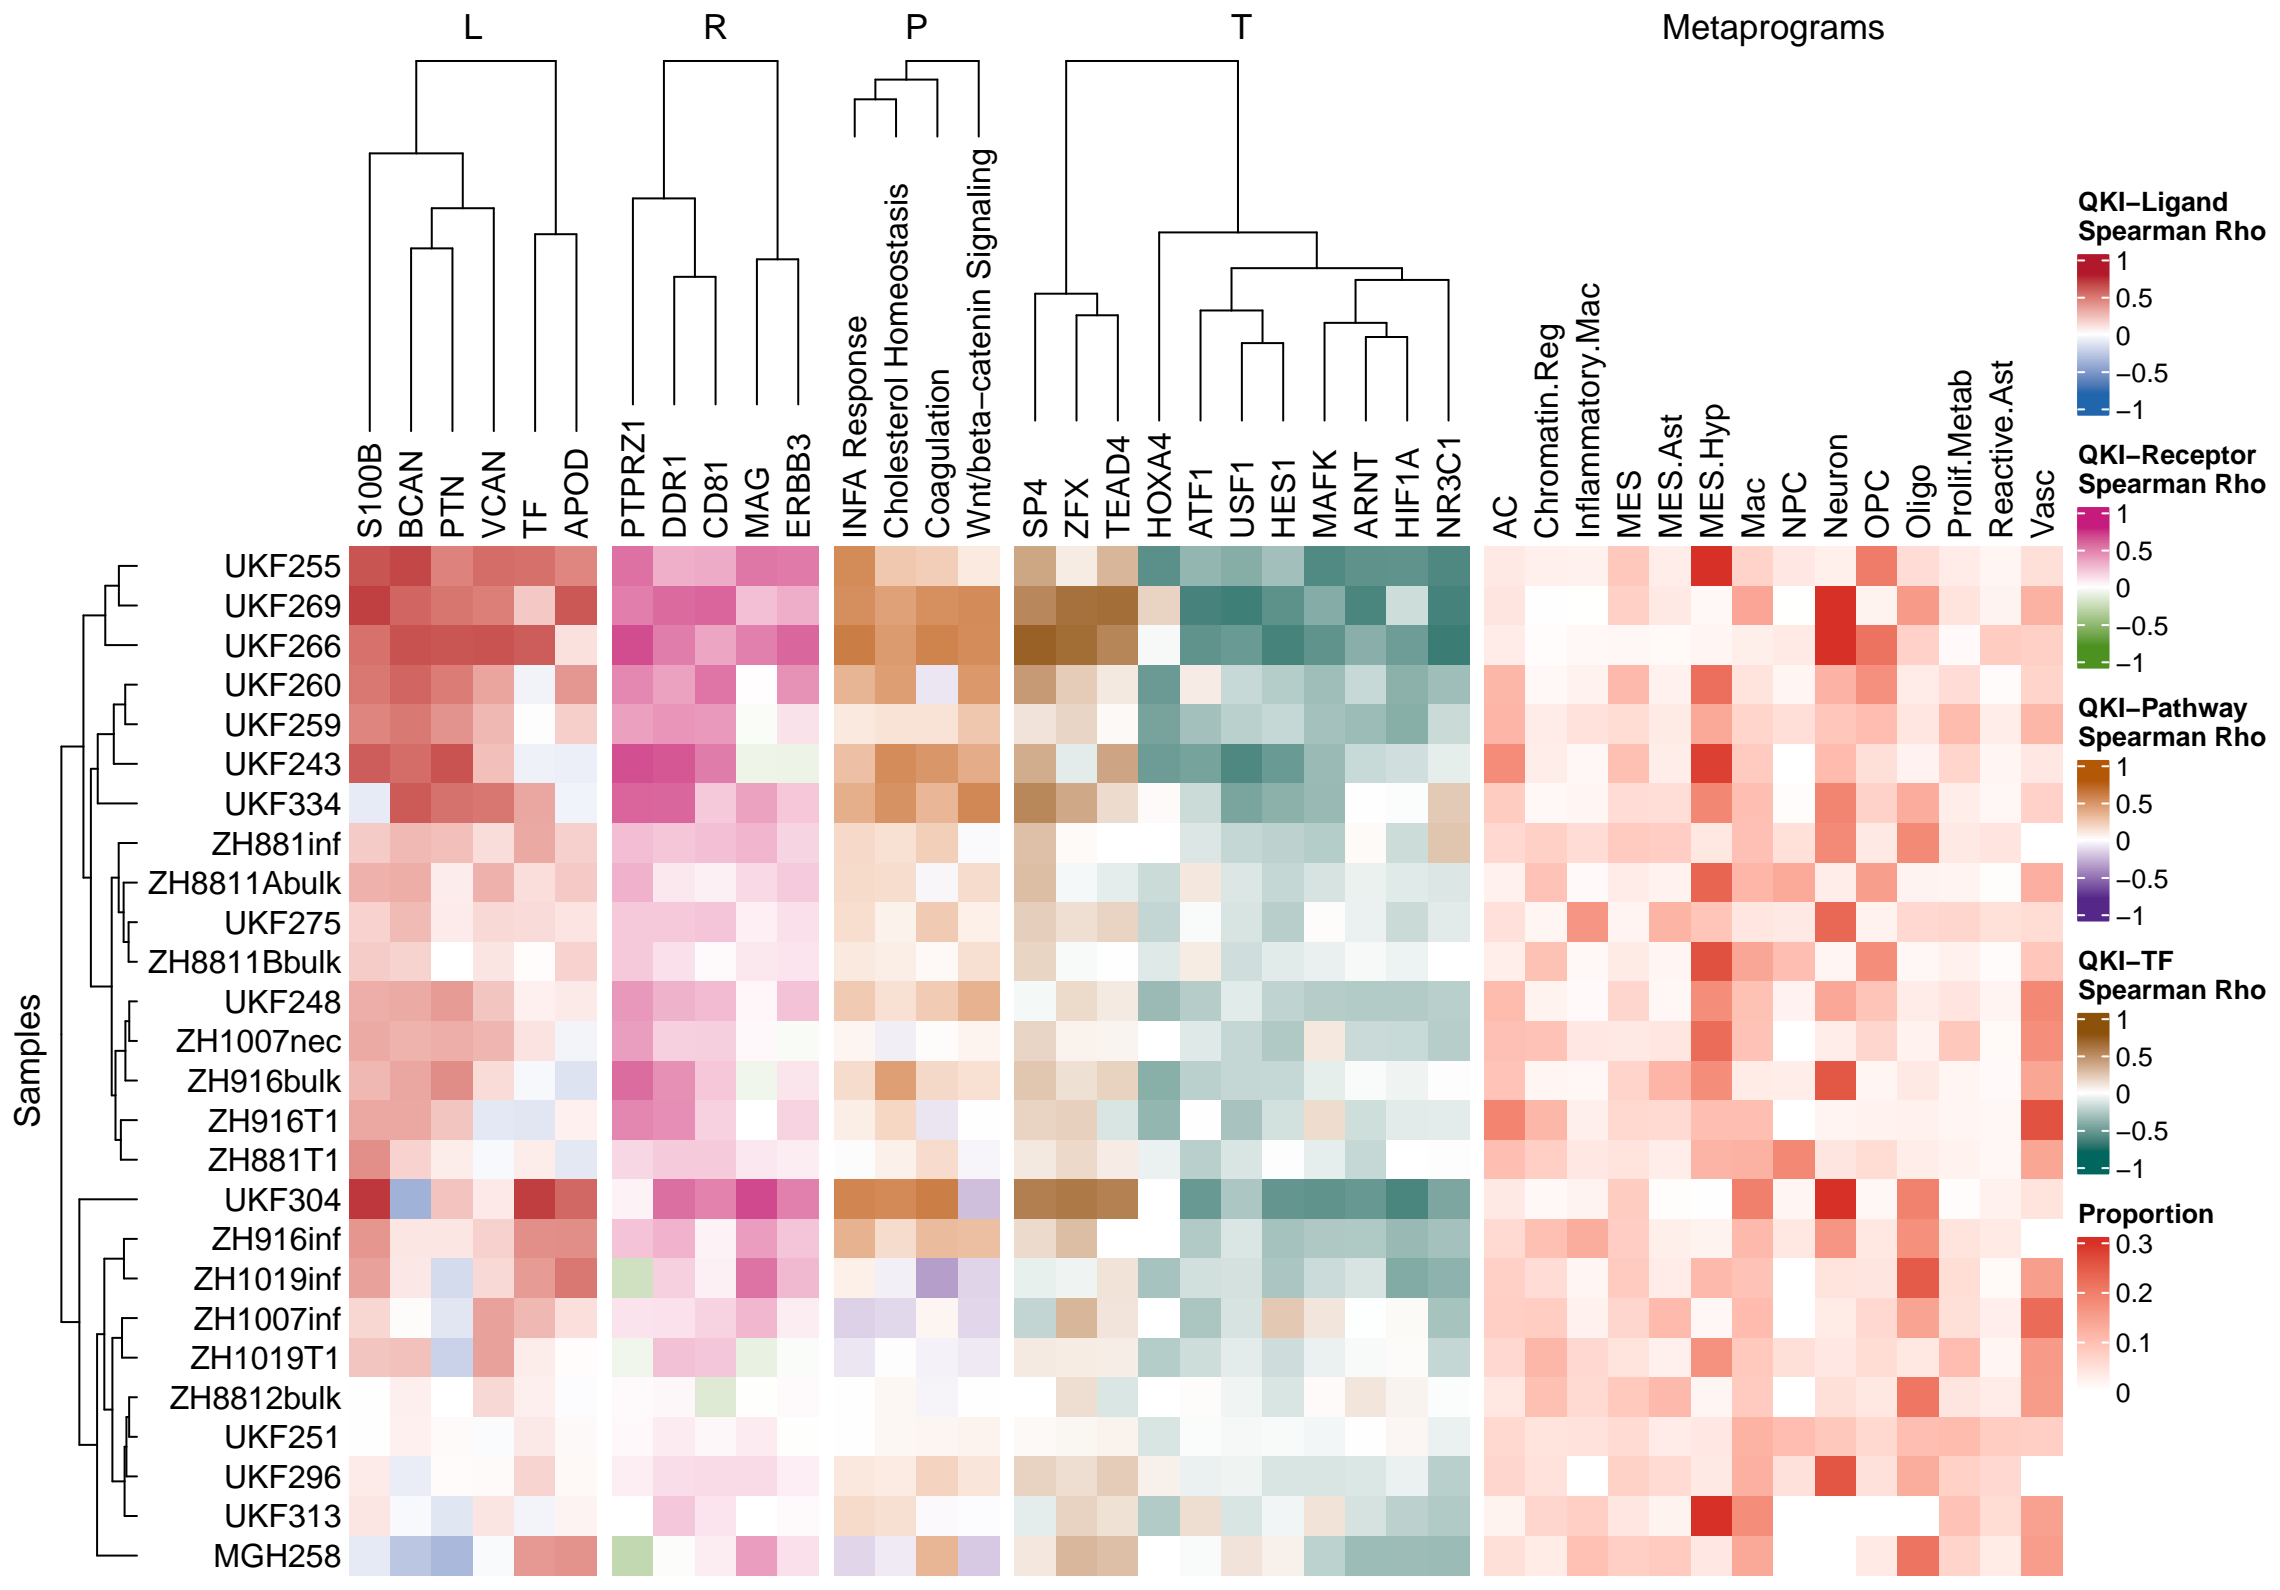 L R P T Metaprograms
S100B
BCAN
PTN
VCAN
TF
APOD
PTPRZ1
DDR1
CD81
MAG
ERBB3
INFA Response
Cholesterol Homeostasis
Coagulation
Wnt/beta−catenin Signaling
SP4
ZFX
TEAD4
HOXA4
ATF1
USF1
HES1
MAFK
ARNT
HIF1A
NR3C1
AC
Chromatin.Reg
Inflammatory.Mac
MES
MES.Ast
MES.Hyp
Mac
NPC
Neuron
OPC
Oligo
Prolif.Metab
Reactive.Ast
Vasc
Samples
UKF255
UKF269
UKF266
UKF260
UKF259
UKF243
UKF334
ZH881inf
ZH8811Abulk
UKF275
ZH8811Bbulk
UKF248
ZH1007nec
ZH916bulk
ZH916T1
ZH881T1
UKF304
ZH916inf
ZH1019inf
ZH1007inf
ZH1019T1
ZH8812bulk
UKF251
UKF296
UKF313
MGH258
QKI−Ligand
Spearman Rho
1
0.5
0
−0.5
−1
QKI−Receptor
Spearman Rho
1
0.5
0
−0.5
−1
QKI−Pathway
Spearman Rho
1
0.5
0
−0.5
−1
QKI−TF
Spearman Rho
1
0.5
0
−0.5
−1
Proportion
0.3
0.2
0.1
0